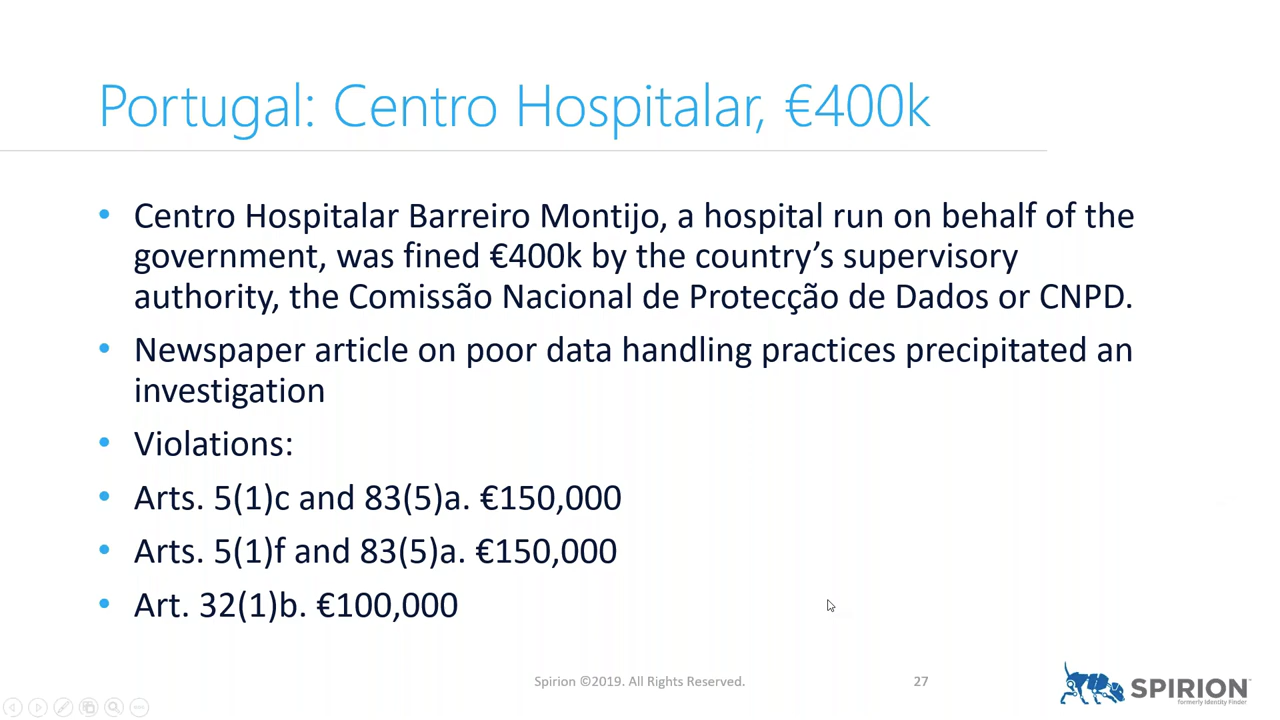 Portugal: Centro Hospitalar, €400k
• Centro Hospitalar Barreiro Montijo, a hospital run on behalf of the
government, was fined €400k by the country’s supervisory
authority, the Comissão Nacional de Protecção de Dados or CNPD.
• Newspaper article on poor data handling practices precipitated an
investigation
• Violations:
• Arts. 5(1)c and 83(5)a. €150,000
• Arts. 5(1)f and 83(5)a. €150,000
• Art. 32(1)b. €100,000
Spirion ©2019. All Rights Reserved.
27
SPIRION
formerly Identity Finder